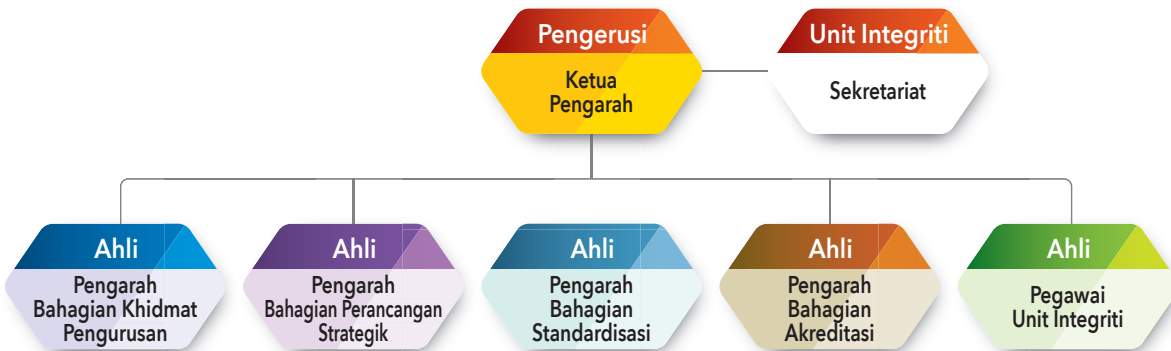 Pengerusi
Ketua
Pengarah
Unit Integriti
Sekretariat
Ahli
Pengarah
Bahagian Khidmat
Pengurusan
Ahli
Pengarah
Bahagian Perancangan
Strategik
Ahli
Pengarah
Bahagian
Standardisasi
Ahli
Pengarah
Bahagian
Akreditasi
Ahli
Pegawai
Unit Integriti